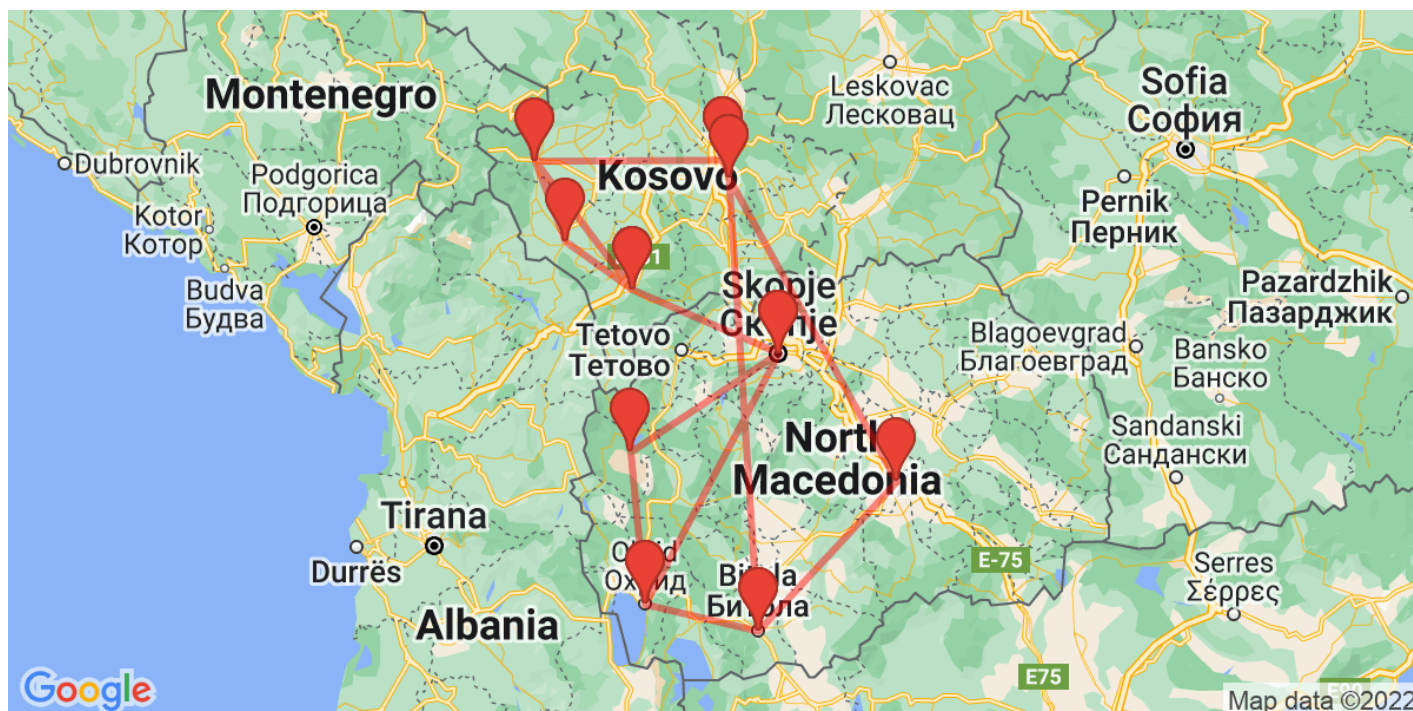 Montenegro
Leskovac
Лесковац
Sofia
София
Dubrovnik
Podgorica
Подгорица
Kosovo
Pernik
Перник
Kotor
Котор
Budva
Будва
Skopje
Pazardzhik
Пазарджик
Tetovo
Тетово
Blagoevgrad
Благоевград
Bansko
Банско
North
Macedonia
Sandanski
Сандански
Tirana
Durrës
E-75
Serres
Σέρρες
Албania
Битола
Albania
E75
Google
Map data ©2022